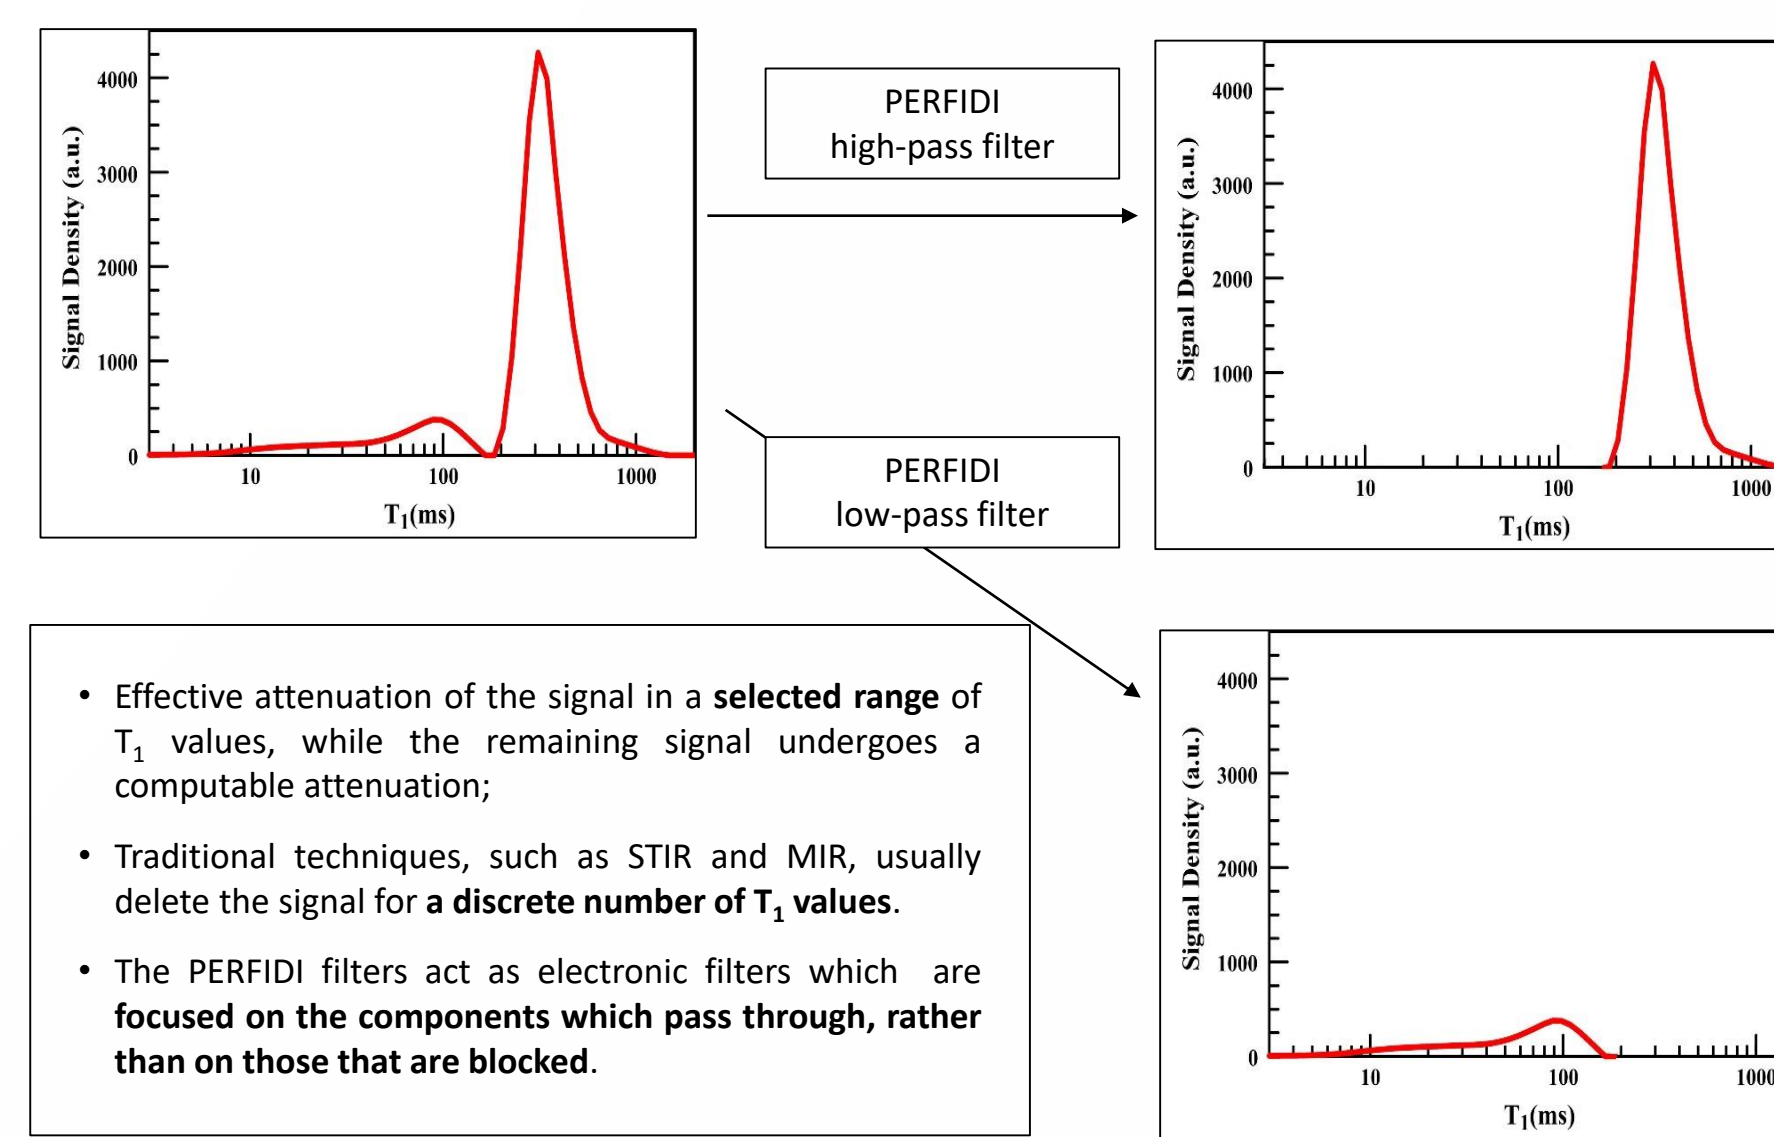 Signal Density (a.u.)
4000
3000
2000
1000
0
10
100
1000
T₁(ms)
PERFIDI
high-pass filter
Signal Density (a.u.)
4000
3000
2000
1000
0
10
100
1000
T₁(ms)
PERFIDI
low-pass filter
• Effective attenuation of the signal in a selected range of
T₁ values, while the remaining signal undergoes a
computable attenuation;
• Traditional techniques, such as STIR and MIR, usually
delete the signal for a discrete number of T₁ values.
• The PERFIDI filters act as electronic filters which are
focused on the components which pass through, rather
than on those that are blocked.
Signal Density (a.u.)
4000
3000
2000
1000
0
10
100
1000
T₁(ms)